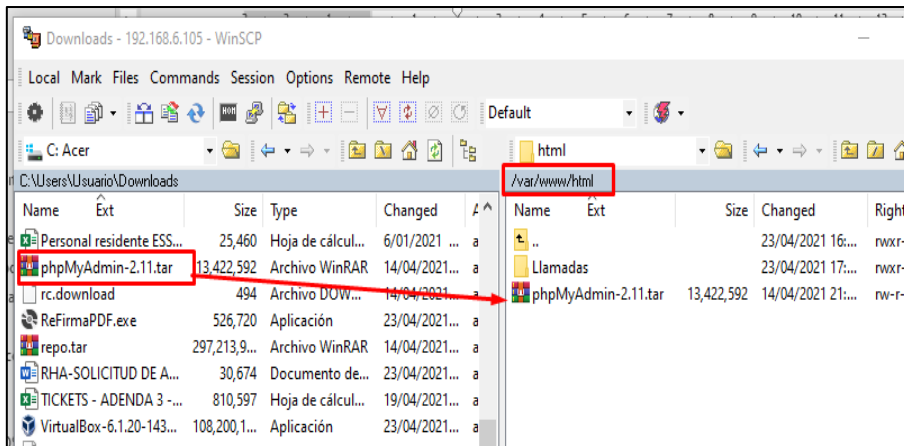 Downloads - 192.168.6.105 - WinSCP
Local Mark Files Commands Session Options Remote Help
Default
C: Acer
html
C:\Users\Usuario\Downloads
/var/www/html
Name Ext Size Type Changed
Name Ext Size Changed Right
Personal residente ESS... 25,460 Hoja de cálcul... 6/01/2021 ...
.. 23/04/2021 16:... rwxr-
phpMyAdmin-2.11.tar 13,422,592 Archivo WinRAR 14/04/2021...
Llamadas 23/04/2021 17:... rwxr-
rc.download 494 Archivo DOW... 14/04/2021...
phpMyAdmin-2.11.tar 13,422,592 14/04/2021 21:... rw-r-
ReFirmaPDF.exe 526,720 Aplicación 23/04/2021...
repo.tar 297,213,9... Archivo WinRAR 14/04/2021...
RHA-SOLICITUD DE A... 30,674 Documento de... 23/04/2021...
TICKETS - ADENDA 3 -... 810,597 Hoja de cálcul... 19/04/2021...
VirtualBox-6.1.20-143... 108,200,1... Aplicación 23/04/2021...